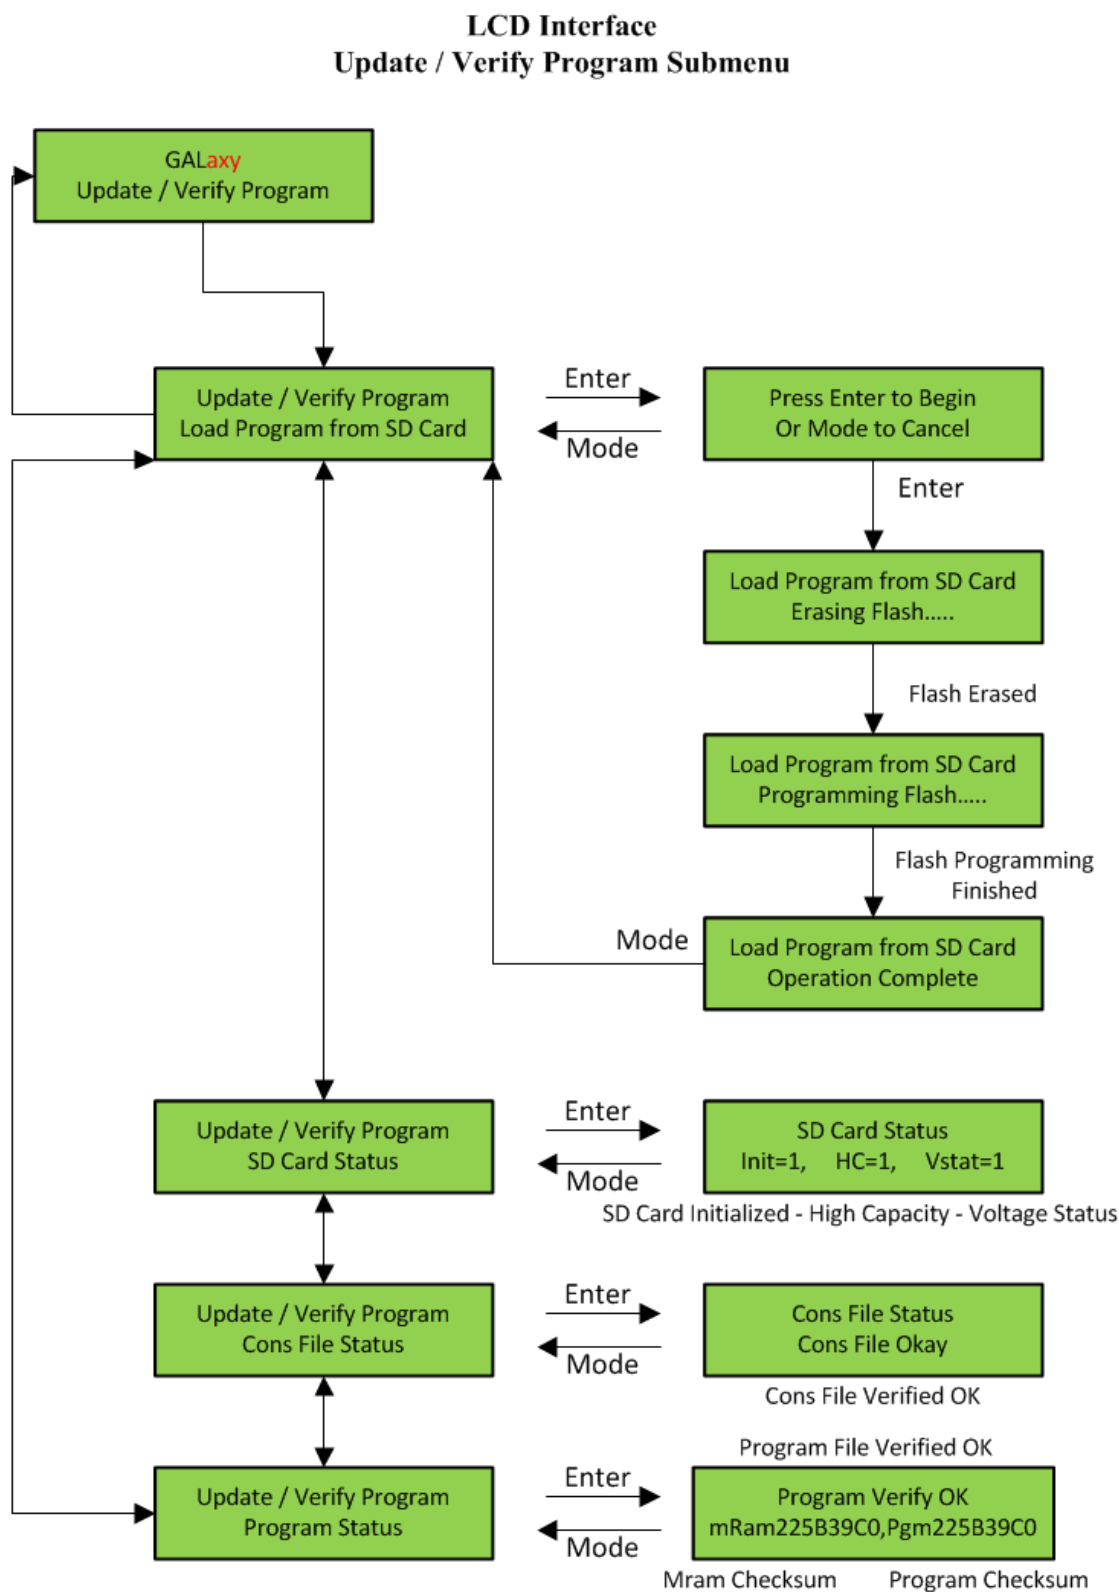 LCD Interface
Update / Verify Program Submenu
GALaxy
Update / Verify Program
Update / Verify Program
Load Program from SD Card
Enter
Mode
Press Enter to Begin
Or Mode to Cancel
Enter
Load Program from SD Card
Erasing Flash.....
Flash Erased
Load Program from SD Card
Programming Flash.....
Flash Programming
Finished
Mode
Load Program from SD Card
Operation Complete
Update / Verify Program
SD Card Status
Enter
Mode
SD Card Status
Init=1, HC=1, Vstat=1
SD Card Initialized - High Capacity - Voltage Status
Update / Verify Program
Cons File Status
Enter
Mode
Cons File Status
Cons File Okay
Cons File Verified OK
Program File Verified OK
Update / Verify Program
Program Status
Enter
Mode
Program Verify OK
mRam225B39C0,Pgm225B39C0
Mram Checksum Program Checksum